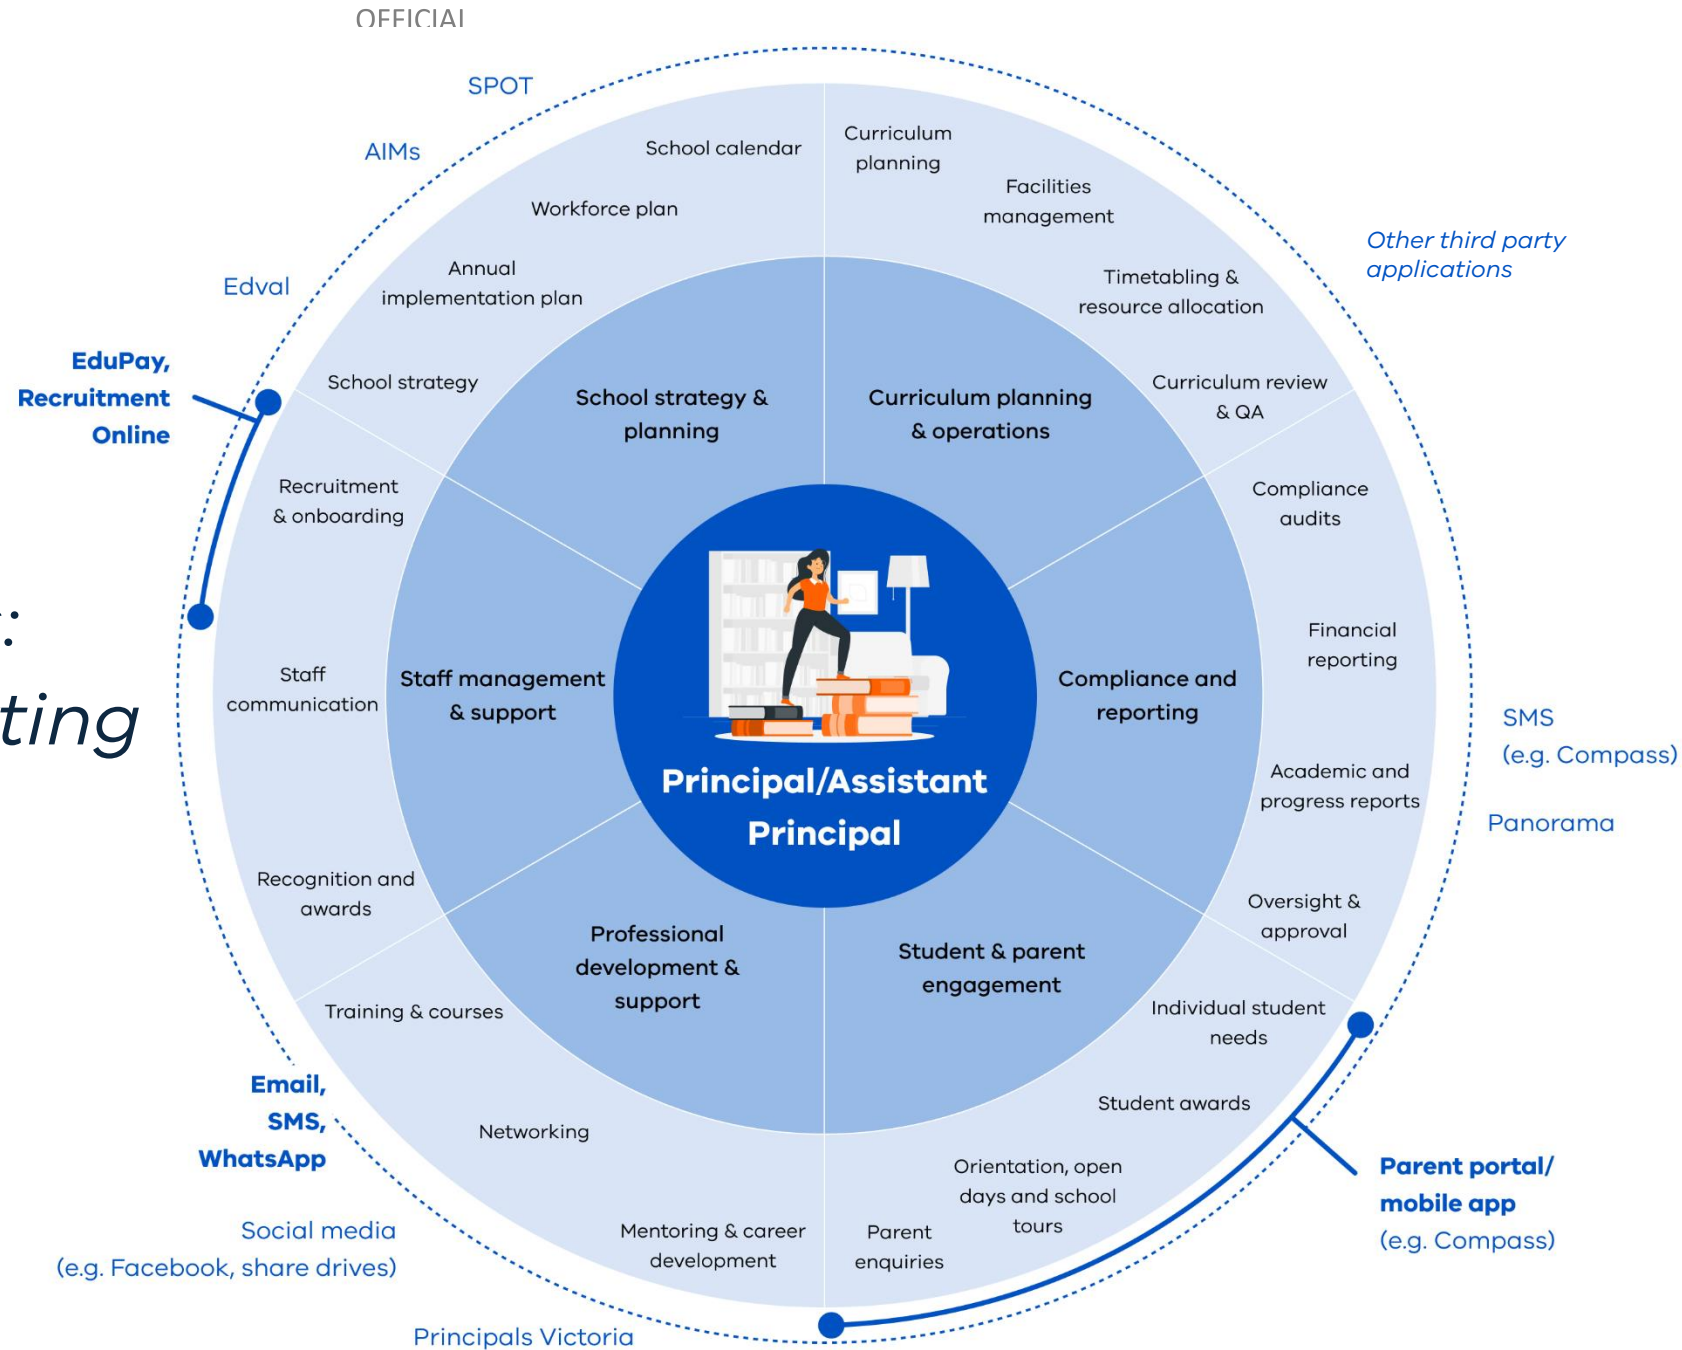 OFFICIAL
SPOT
AIMs
Edval
EduPay,
Recruitment
Online
Other third party
applications
SMS
(e.g. Compass)
Panorama
Parent portal/
mobile app
(e.g. Compass)
Email,
SMS,
WhatsApp
Social media
(e.g. Facebook, share drives)
Principals Victoria
School calendar
Workforce plan
Annual
implementation plan
School strategy
Curriculum
planning
Facilities
management
Timetabling &
resource allocation
Curriculum review
& QA
Compliance
audits
Financial
reporting
Academic and
progress reports
Oversight &
approval
Individual student
needs
Student awards
Orientation, open
days and school
tours
Parent
enquiries
Mentoring & career
development
Networking
Training & courses
Recognition and
awards
Staff
communication
Recruitment
& onboarding
School strategy &
planning
Curriculum planning
& operations
Compliance and
reporting
Student & parent
engagement
Professional
development &
support
Staff management
& support
Principal/Assistant
Principal
ting